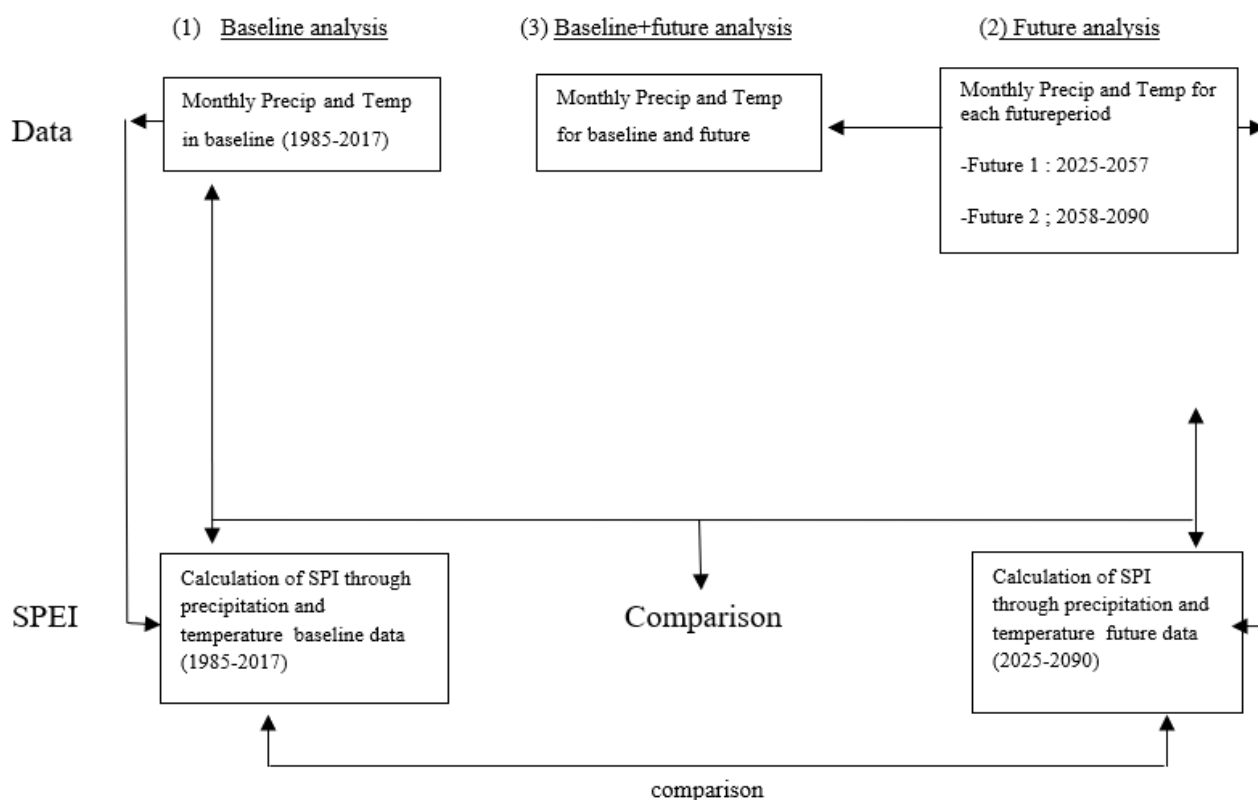 (1) Baseline analysis
(3) Baseline+future analysis
(2) Future analysis
Data
Monthly Precip and Temp
in baseline (1985-2017)
Monthly Precip and Temp
for baseline and future
Monthly Precip and Temp for
each futureperiod
-Future 1 : 2025-2057
-Future 2 ; 2058-2090
SPEI
Calculation of SPI through
precipitation and
temperature baseline data
(1985-2017)
Comparison
Calculation of SPI
through precipitation and
temperature future data
(2025-2090)
comparison